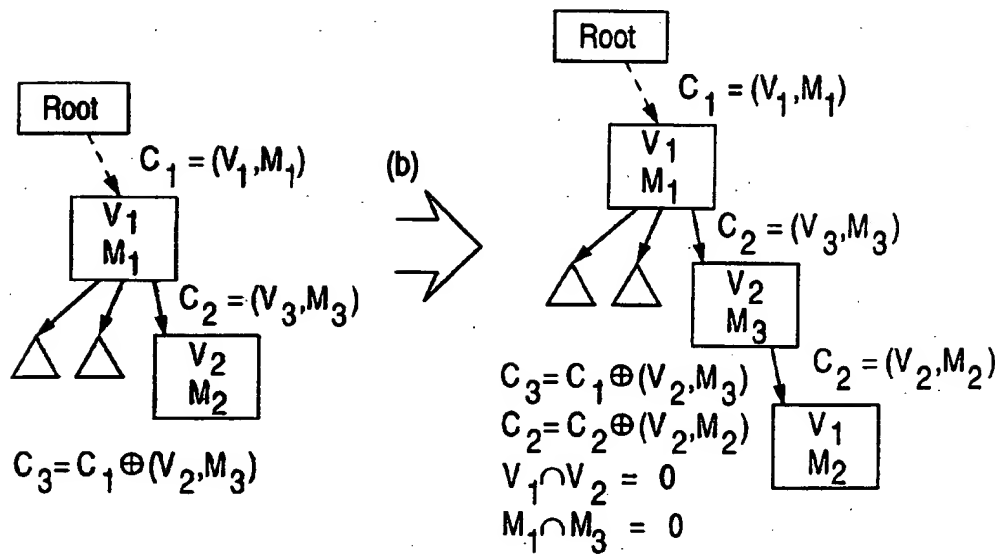 Root
C1 = (V1,M1)
V1
M1
C2 = (V3,M3)
V2
M2
C3= C1⊕(V2,M3)
(b)
Root
C1 = (V1,M1)
V1
M1
C2 = (V3,M3)
V2
M3
C2 = (V2,M2)
V1
M2
C3= C1⊕(V2,M3)
C2= C2⊕(V2,M2)
V1∩V2 = 0
M1∩M3 = 0